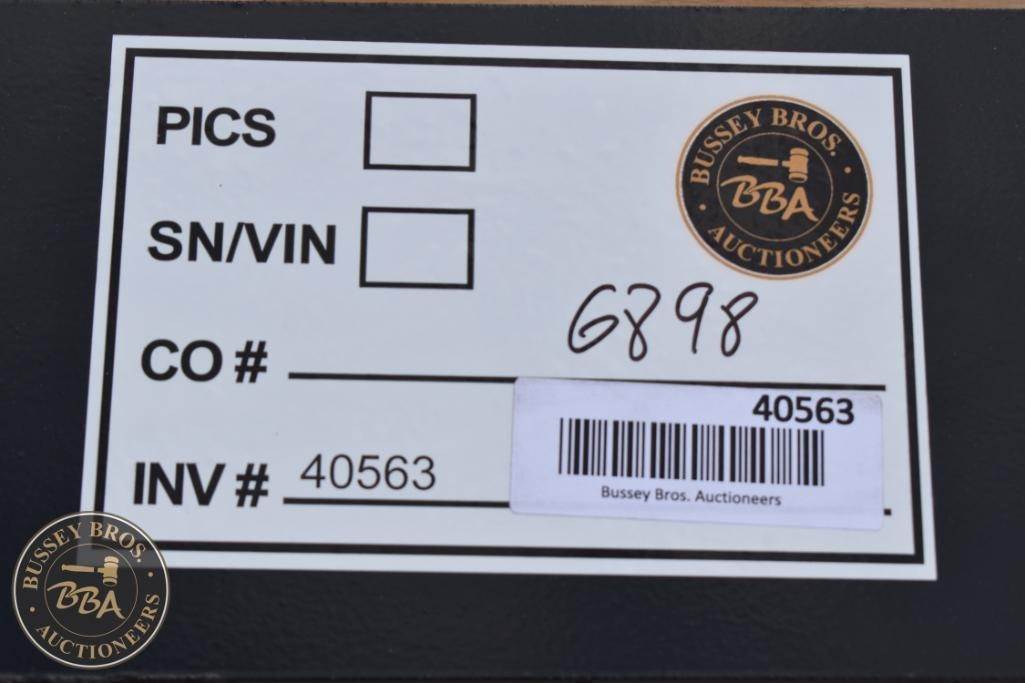 PICS
BUSSEY BROS.
BBA
AUCTIONEERS
SN/VIN
6898
CO #
40563
INV # 40563
Bussey Bros. Auctioneers
BUSSEY BROS.
BBA
AUCTIONEERS